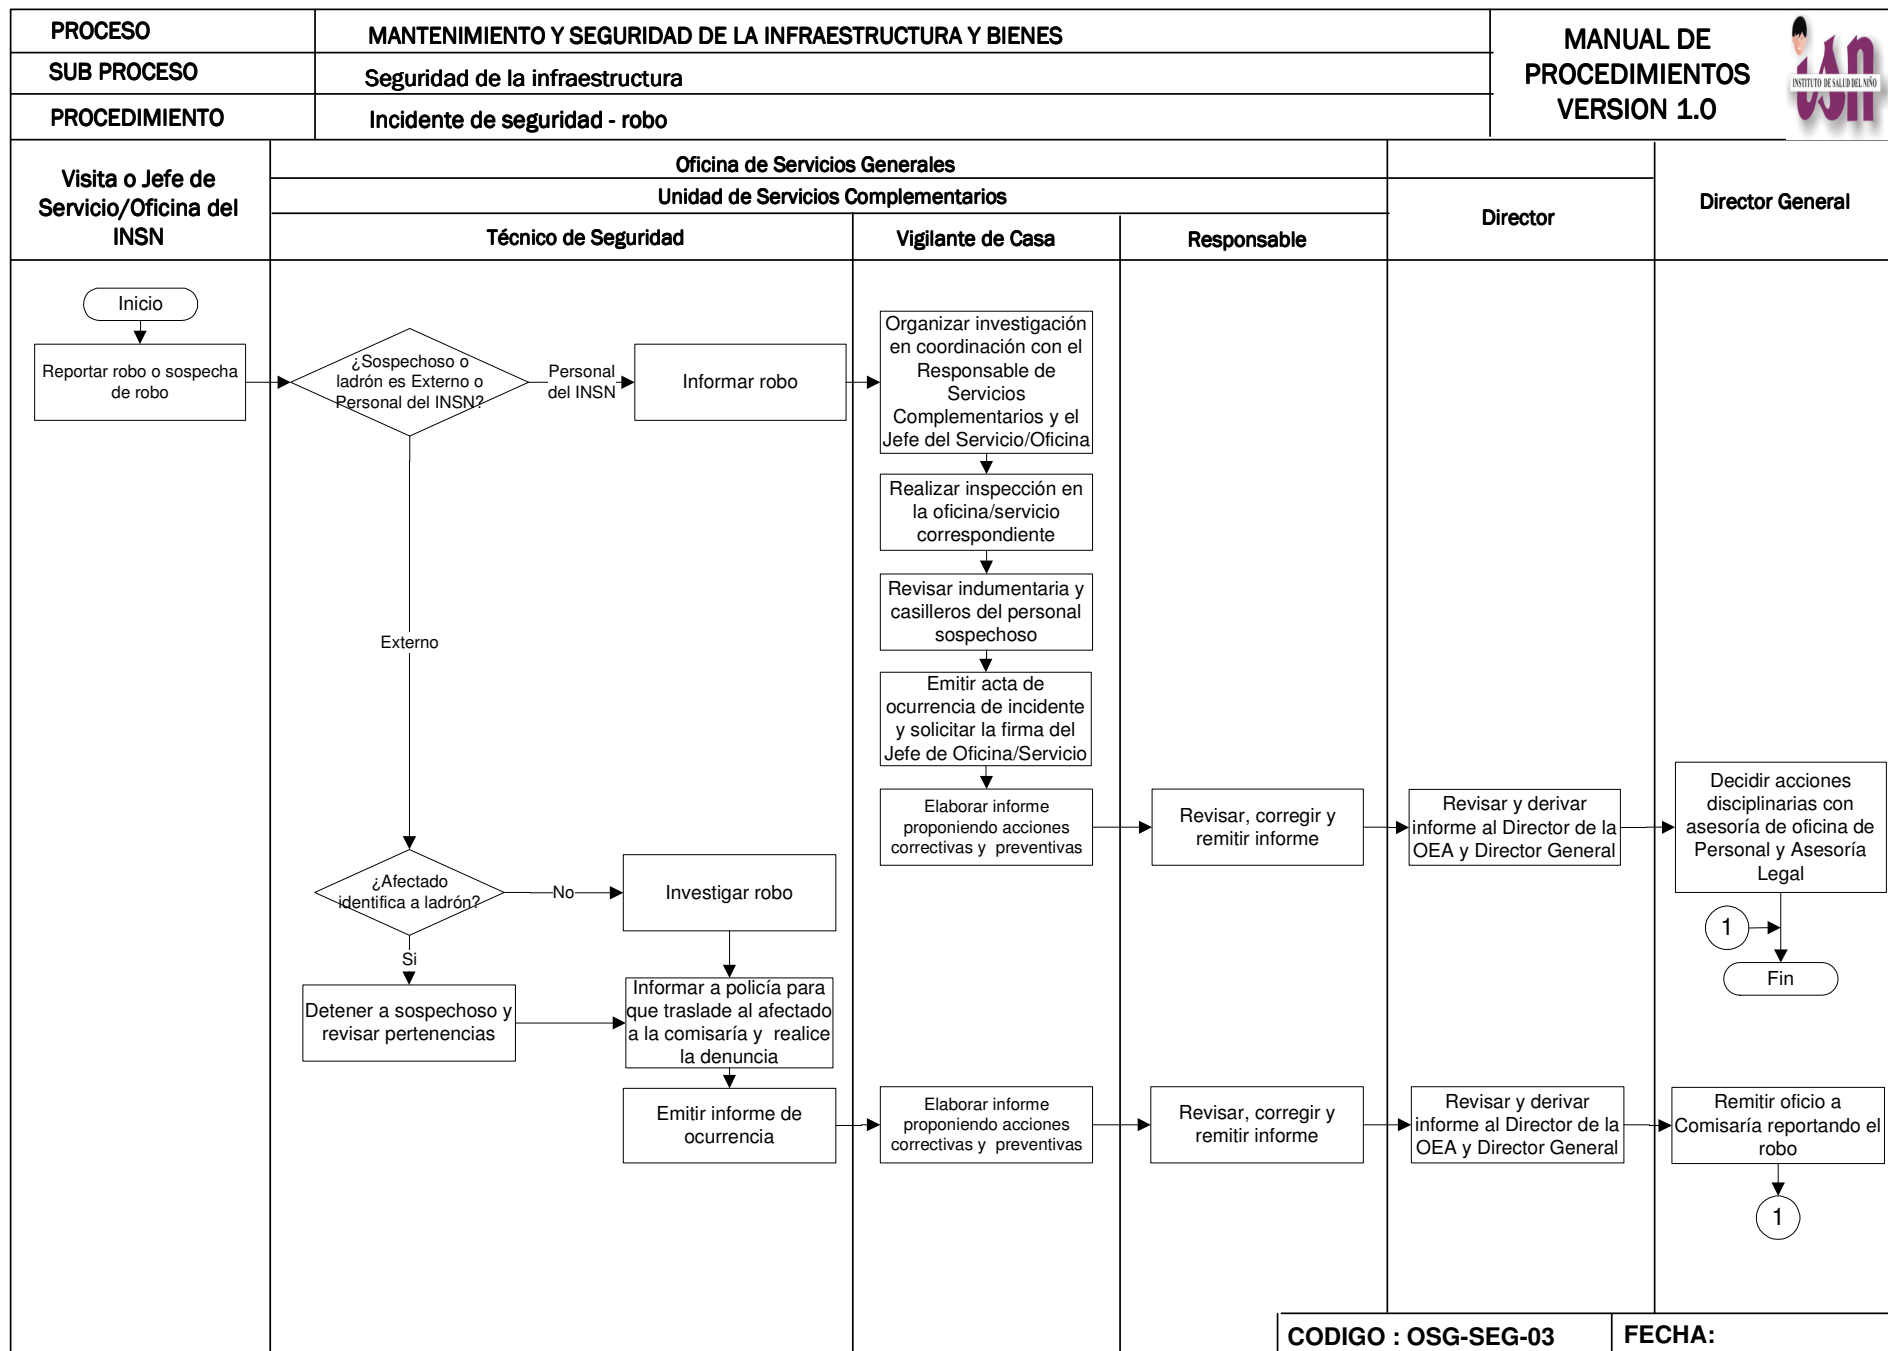 PROCESO
MANTENIMIENTO Y SEGURIDAD DE LA INFRAESTRUCTURA Y BIENES
SUB PROCESO
Seguridad de la infraestructura
PROCEDIMIENTO
Incidente de seguridad - robo
MANUAL DE
PROCEDIMIENTOS
VERSION 1.0
isn
INSTITUTO DE SALUD DEL NIÑO
Visita o Jefe de
Servicio/Oficina del
INSN
Oficina de Servicios Generales
Unidad de Servicios Complementarios
Técnico de Seguridad
Vigilante de Casa
Responsable
Director
Director General
Inicio
Reportar robo o sospecha
de robo
¿Sospechoso o
ladrón es Externo o
Personal del INSN?
Personal
del INSN
Informar robo
Organizar investigación
en coordinación con el
Responsable de
Servicios
Complementarios y el
Jefe del Servicio/Oficina
Realizar inspección en
la oficina/servicio
correspondiente
Revisar indumentaria y
casilleros del personal
sospechoso
Emitir acta de
ocurrencia de incidente
y solicitar la firma del
Jefe de Oficina/Servicio
Elaborar informe
proponiendo acciones
correctivas y  preventivas
Revisar, corregir y
remitir informe
Revisar y derivar
informe al Director de la
OEA y Director General
Decidir acciones
disciplinarias con
asesoría de oficina de
Personal y Asesoría
Legal
1
Fin
Externo
¿Afectado
identifica a ladrón?
No
Investigar robo
Si
Detener a sospechoso y
revisar pertenencias
Informar a policía para
que traslade al afectado
a la comisaría y  realice
la denuncia
Emitir informe de
ocurrencia
Elaborar informe
proponiendo acciones
correctivas y  preventivas
Revisar, corregir y
remitir informe
Revisar y derivar
informe al Director de la
OEA y Director General
Remitir oficio a
Comisaría reportando el
robo
1
CODIGO : OSG-SEG-03
FECHA: